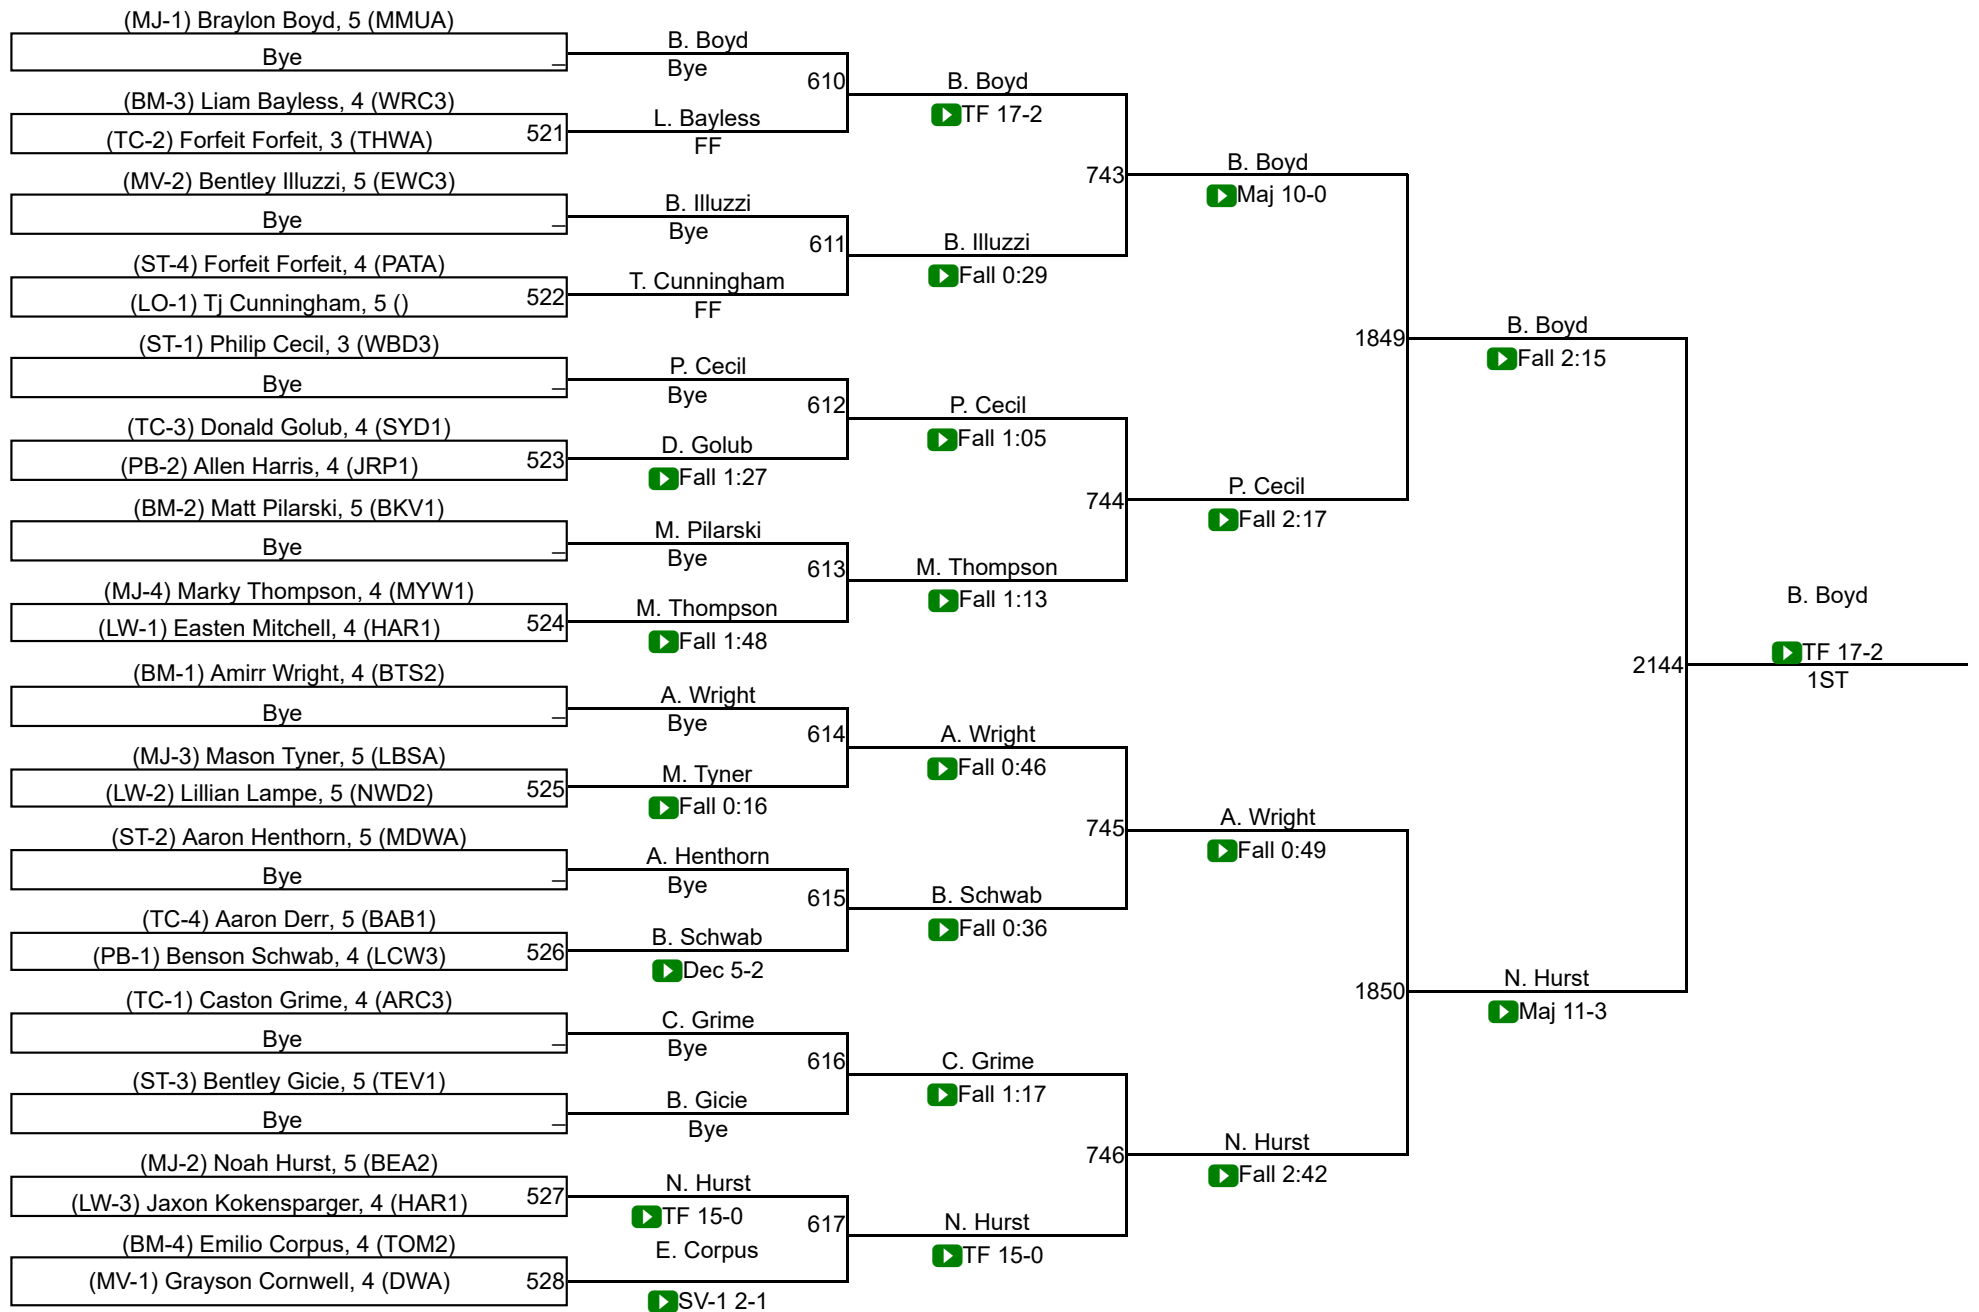 (MJ-1) Braylon Boyd, 5 (MMUA)
Bye
(BM-3) Liam Bayless, 4 (WRC3)
(TC-2) Forfeit Forfeit, 3 (THWA)
521
(MV-2) Bentley Illuzzi, 5 (EWC3)
Bye
(ST-4) Forfeit Forfeit, 4 (PATA)
(LO-1) Tj Cunningham, 5 ()
522
(ST-1) Philip Cecil, 3 (WBD3)
Bye
(TC-3) Donald Golub, 4 (SYD1)
(PB-2) Allen Harris, 4 (JRP1)
523
(BM-2) Matt Pilarski, 5 (BKV1)
Bye
(MJ-4) Marky Thompson, 4 (MYW1)
(LW-1) Easten Mitchell, 4 (HAR1)
524
(BM-1) Amirr Wright, 4 (BTS2)
Bye
(MJ-3) Mason Tyner, 5 (LBSA)
(LW-2) Lillian Lampe, 5 (NWD2)
525
(ST-2) Aaron Henthorn, 5 (MDWA)
Bye
(TC-4) Aaron Derr, 5 (BAB1)
(PB-1) Benson Schwab, 4 (LCW3)
526
(TC-1) Caston Grime, 4 (ARC3)
Bye
(ST-3) Bentley Gicie, 5 (TEV1)
Bye
(MJ-2) Noah Hurst, 5 (BEA2)
(LW-3) Jaxon Kokensparger, 4 (HAR1)
527
(BM-4) Emilio Corpus, 4 (TOM2)
(MV-1) Grayson Cornwell, 4 (DWA)
528
B. Boyd
Bye
610
L. Bayless
FF
B. Illuzzi
Bye
611
T. Cunningham
FF
P. Cecil
Bye
612
D. Golub
Fall 1:27
M. Pilarski
Bye
613
M. Thompson
Fall 1:48
A. Wright
Bye
614
M. Tyner
Fall 0:16
A. Henthorn
Bye
615
B. Schwab
Dec 5-2
C. Grime
Bye
616
B. Gicie
Bye
N. Hurst
TF 15-0
617
E. Corpus
SV-1 2-1
B. Boyd
TF 17-2
743
B. Illuzzi
Fall 0:29
P. Cecil
Fall 1:05
744
M. Thompson
Fall 1:13
A. Wright
Fall 0:46
745
B. Schwab
Fall 0:36
C. Grime
Fall 1:17
746
N. Hurst
TF 15-0
B. Boyd
Maj 10-0
1849
P. Cecil
Fall 2:17
A. Wright
Fall 0:49
1850
N. Hurst
Fall 2:42
B. Boyd
Fall 2:15
2144
N. Hurst
Maj 11-3
B. Boyd
TF 17-2
1ST